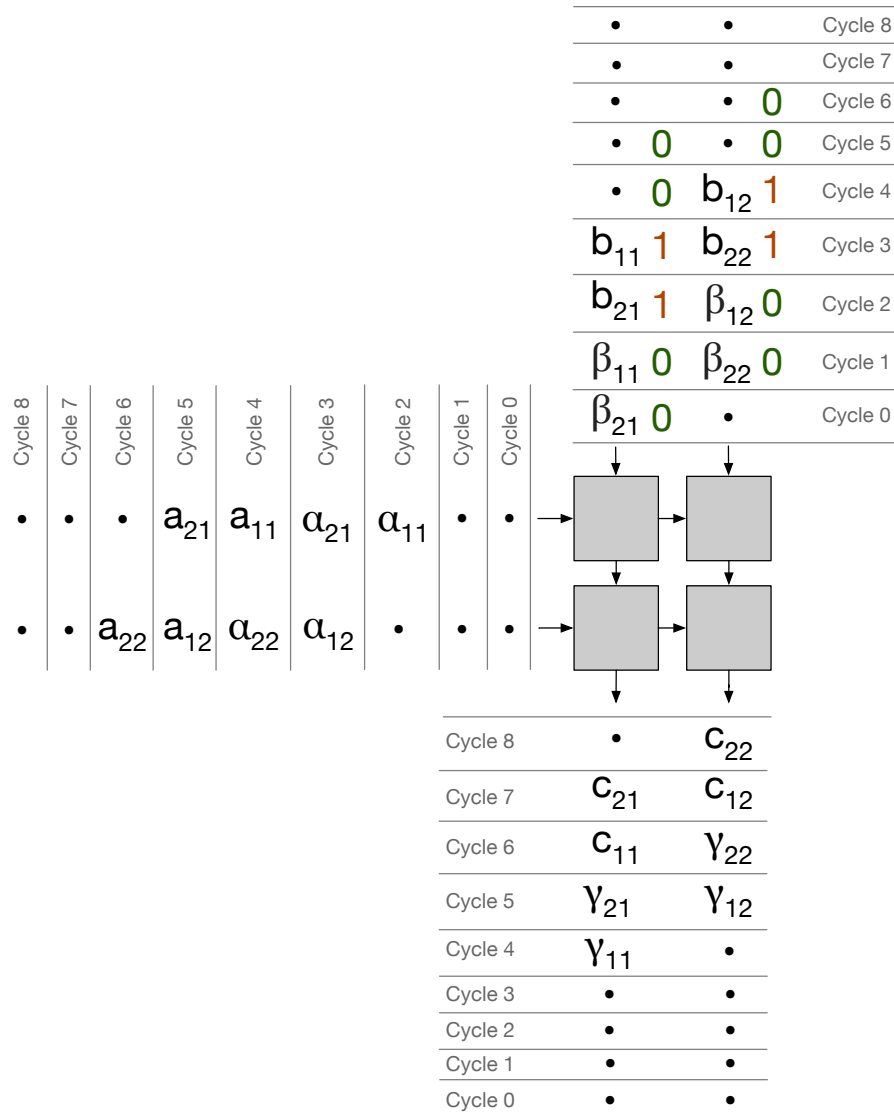 • • Cycle 8
• • Cycle 7
• • 0 Cycle 6
• 0 • 0 Cycle 5
• 0 b₁₂ 1 Cycle 4
b₁₁ 1 b₂₂ 1 Cycle 3
b₂₁ 1 β₁₂ 0 Cycle 2
β₁₁ 0 β₂₂ 0 Cycle 1
β₂₁ 0 • Cycle 0
Cycle 8 Cycle 7 Cycle 6 Cycle 5 Cycle 4 Cycle 3 Cycle 2 Cycle 1 Cycle 0
• • • a₂₁ a₁₁ α₂₁ α₁₁ • •
• • a₂₂ a₁₂ α₂₂ α₁₂ • • •
Cycle 8 • c₂₂
Cycle 7 c₂₁ c₁₂
Cycle 6 c₁₁ γ₂₂
Cycle 5 γ₂₁ γ₁₂
Cycle 4 γ₁₁ •
Cycle 3 • •
Cycle 2 • •
Cycle 1 • •
Cycle 0 • •